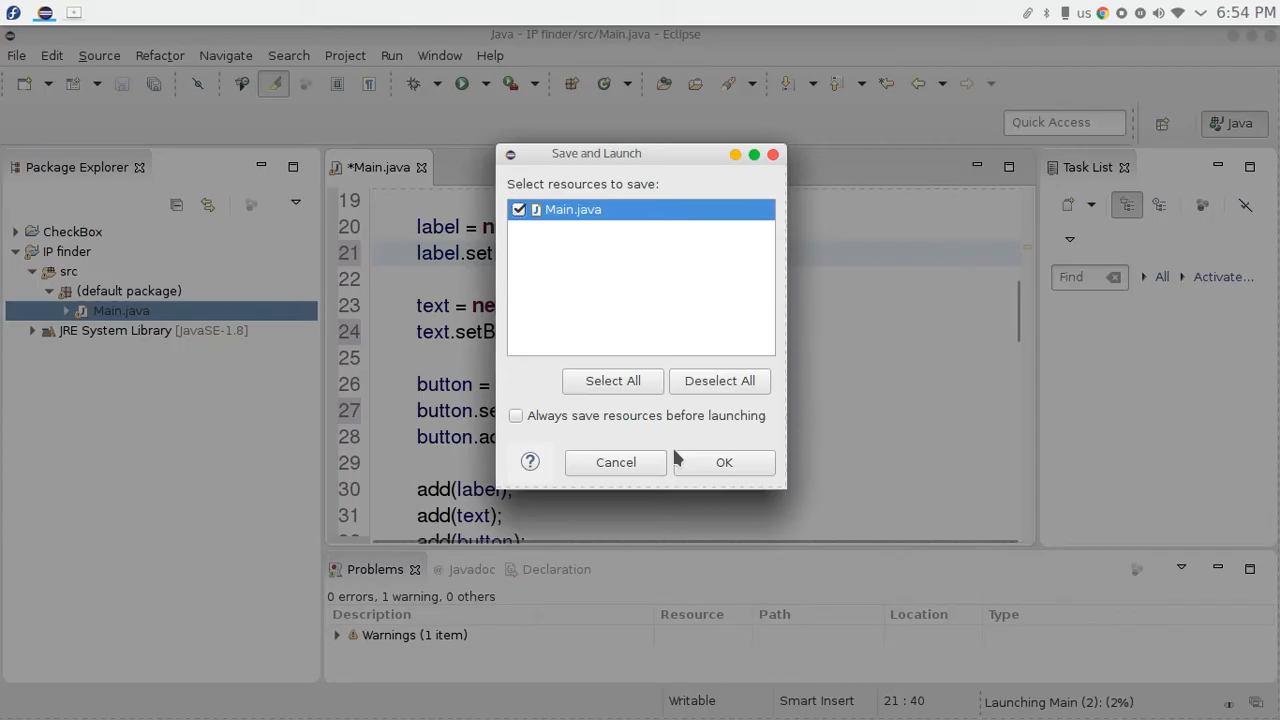 us
6:54 PM
Java - IP finder/src/Main.java - Eclipse
File Edit Source Refactor Navigate Search Project Run Window Help
Quick Access
Java
Package Explorer
*Main.java
Task List
CheckBox
IP finder
src
(default package)
Main.java
JRE System Library [JavaSE-1.8]
19
20 label = n
21 label.set
22
23 text = ne
24 text.setB
25
26 button =
27 button.se
28 button.ac
29
30 add(label);
31 add(text);
add(button);
Save and Launch
Select resources to save:
Main.java
Select All
Deselect All
Always save resources before launching
?
Cancel
OK
Find
All
Activate...
Problems
@ Javadoc
Declaration
0 errors, 1 warning, 0 others
Description Resource Path Location Type
Warnings (1 item)
Writable
Smart Insert
21 : 40
Launching Main (2): (2%)